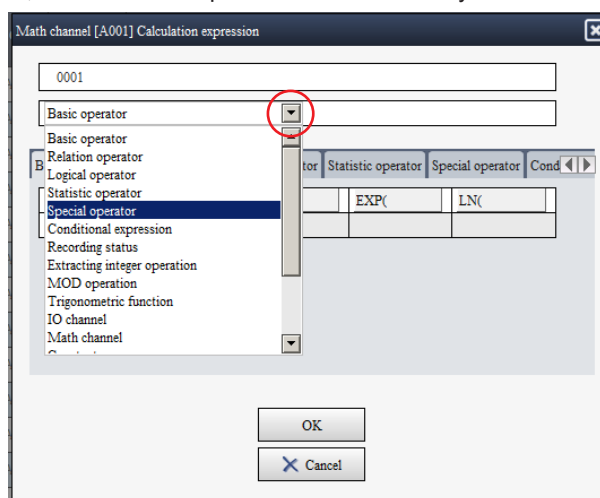 Math channel [A001] Calculation expression
0001
Basic operator
Basic operator
Relation operator
Logical operator
Statistic operator
Special operator
Conditional expression
Recording status
Extracting integer operation
MOD operation
Trigonometric function
IO channel
Math channel
B tor Statistic operator Special operator Cond
EXP( LN(
OK
Cancel